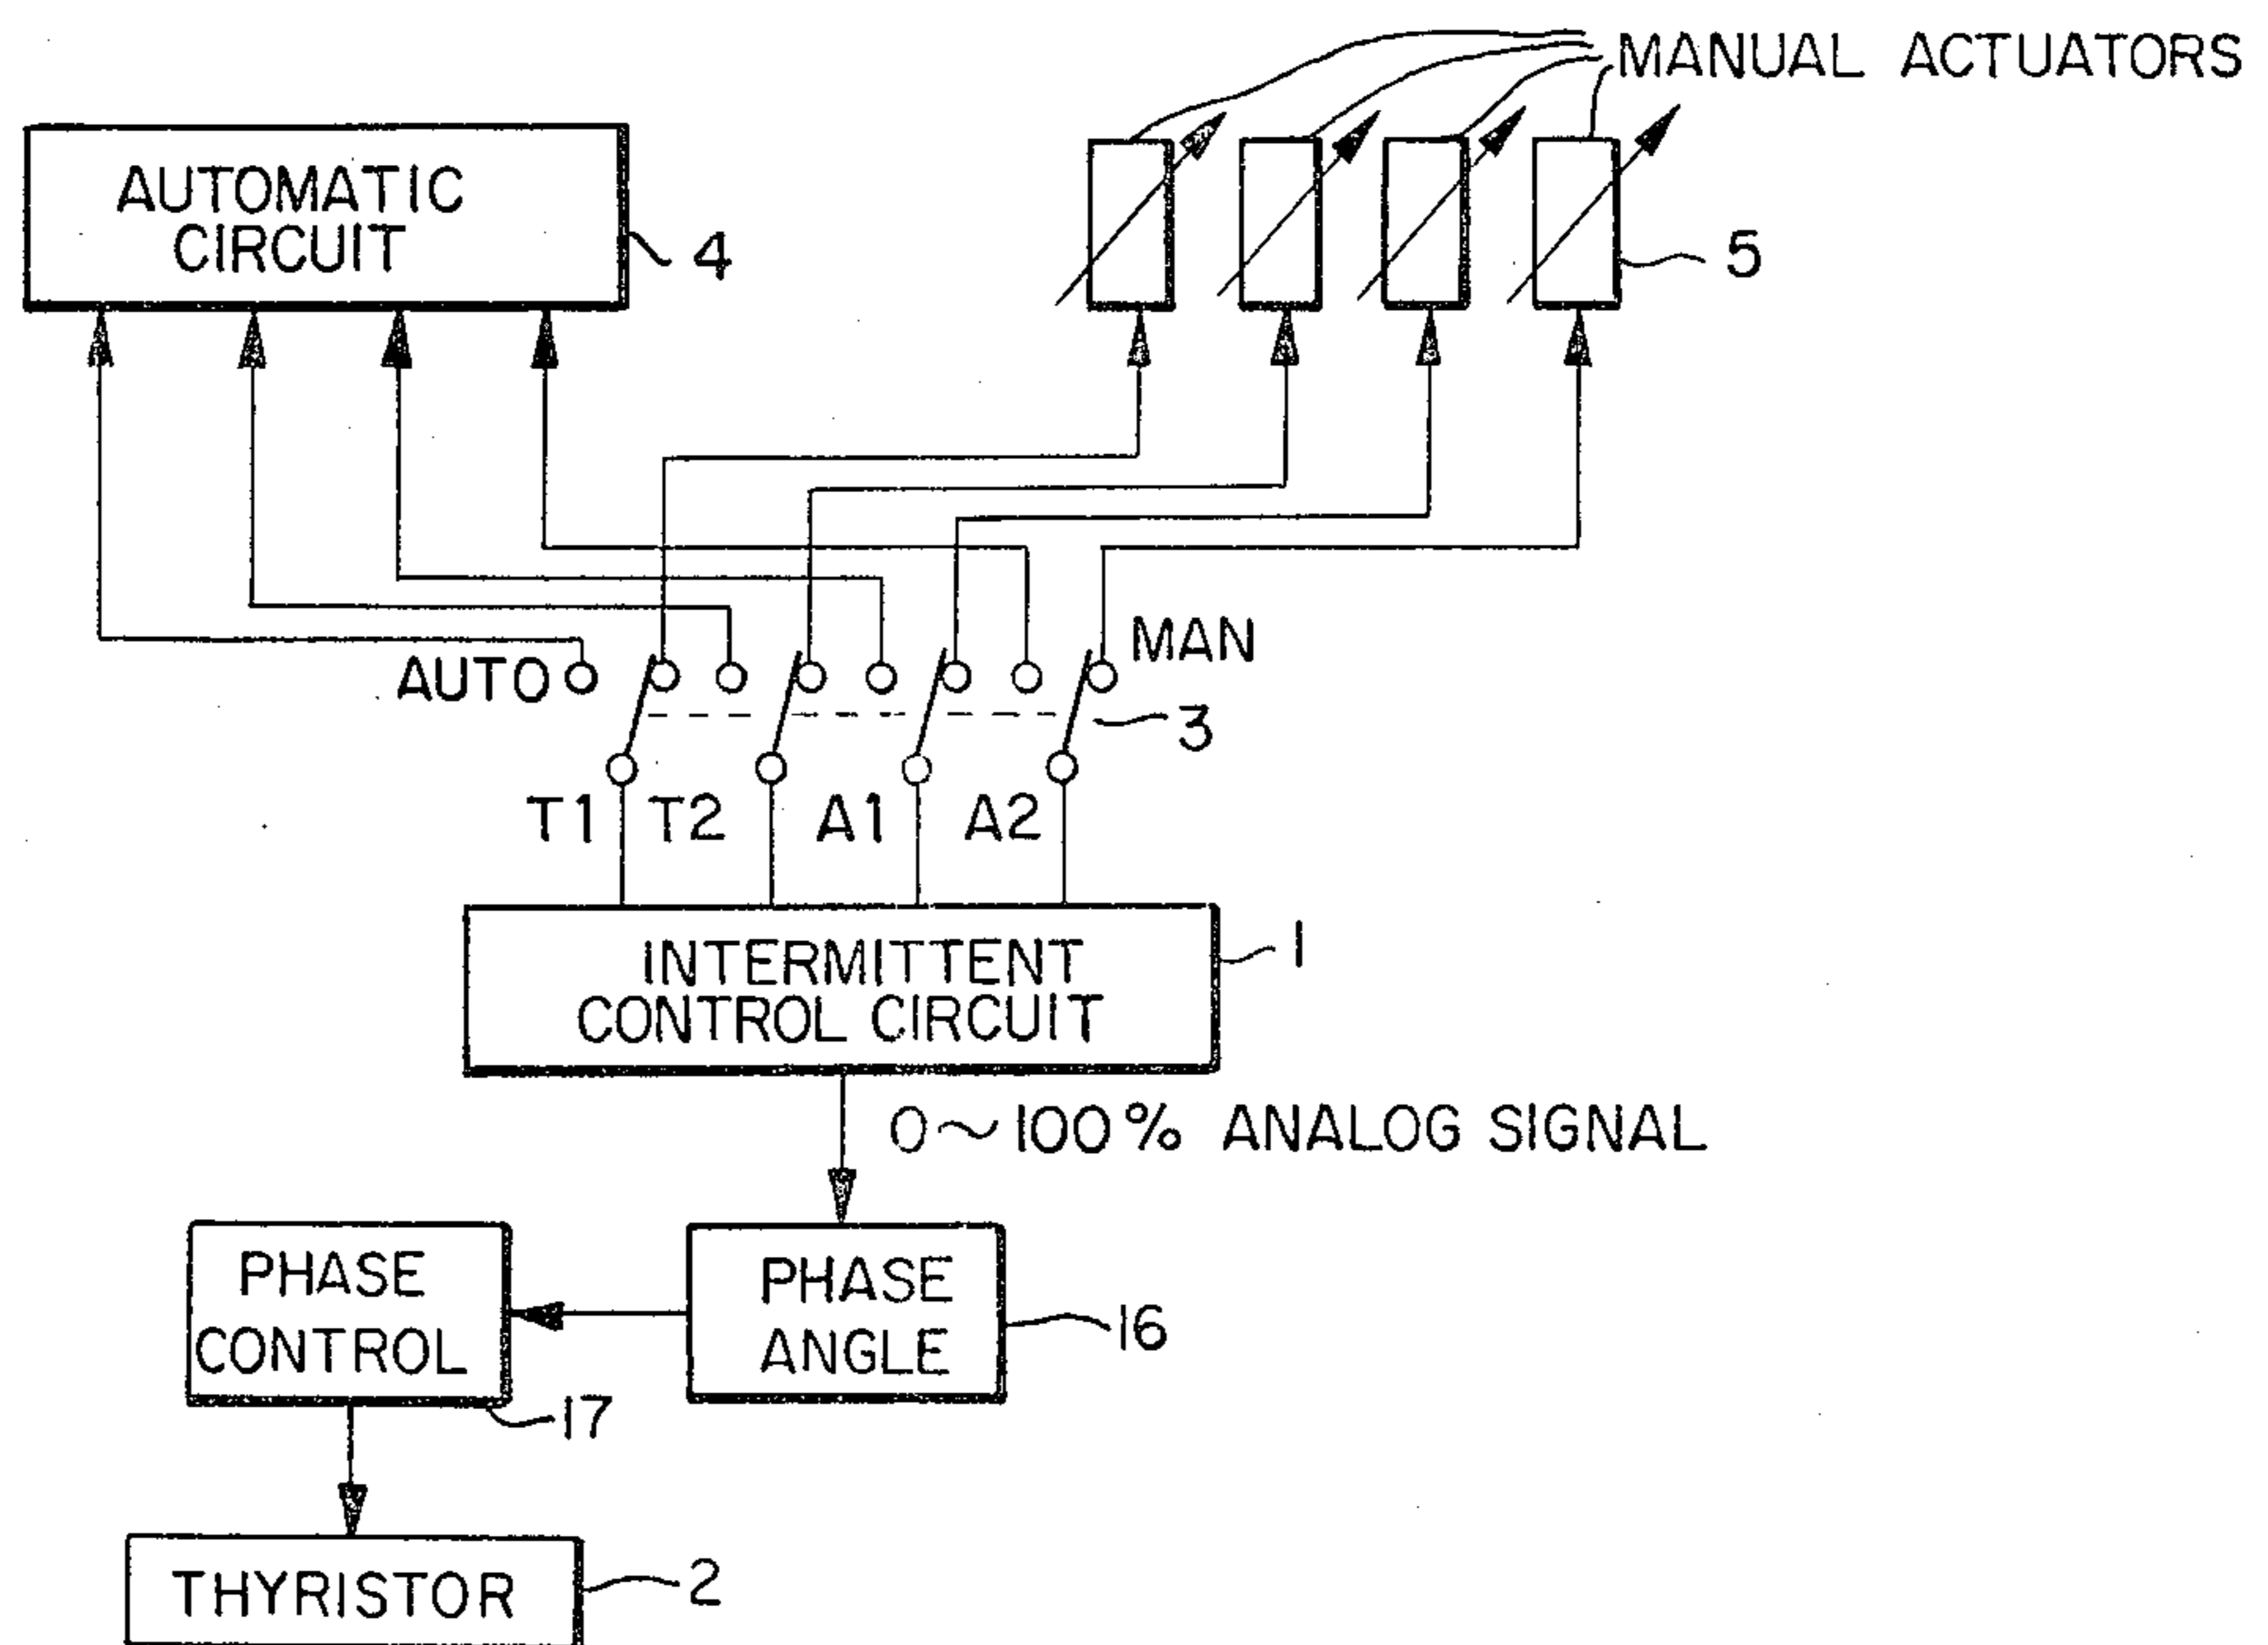 MANUAL ACTUATORS
AUTOMATIC
CIRCUIT
4
5
AUTO
MAN
3
T1 T2 A1 A2
INTERMITTENT
CONTROL CIRCUIT
1
0~100% ANALOG SIGNAL
PHASE
CONTROL
17
PHASE
ANGLE
16
THYRISTOR
2